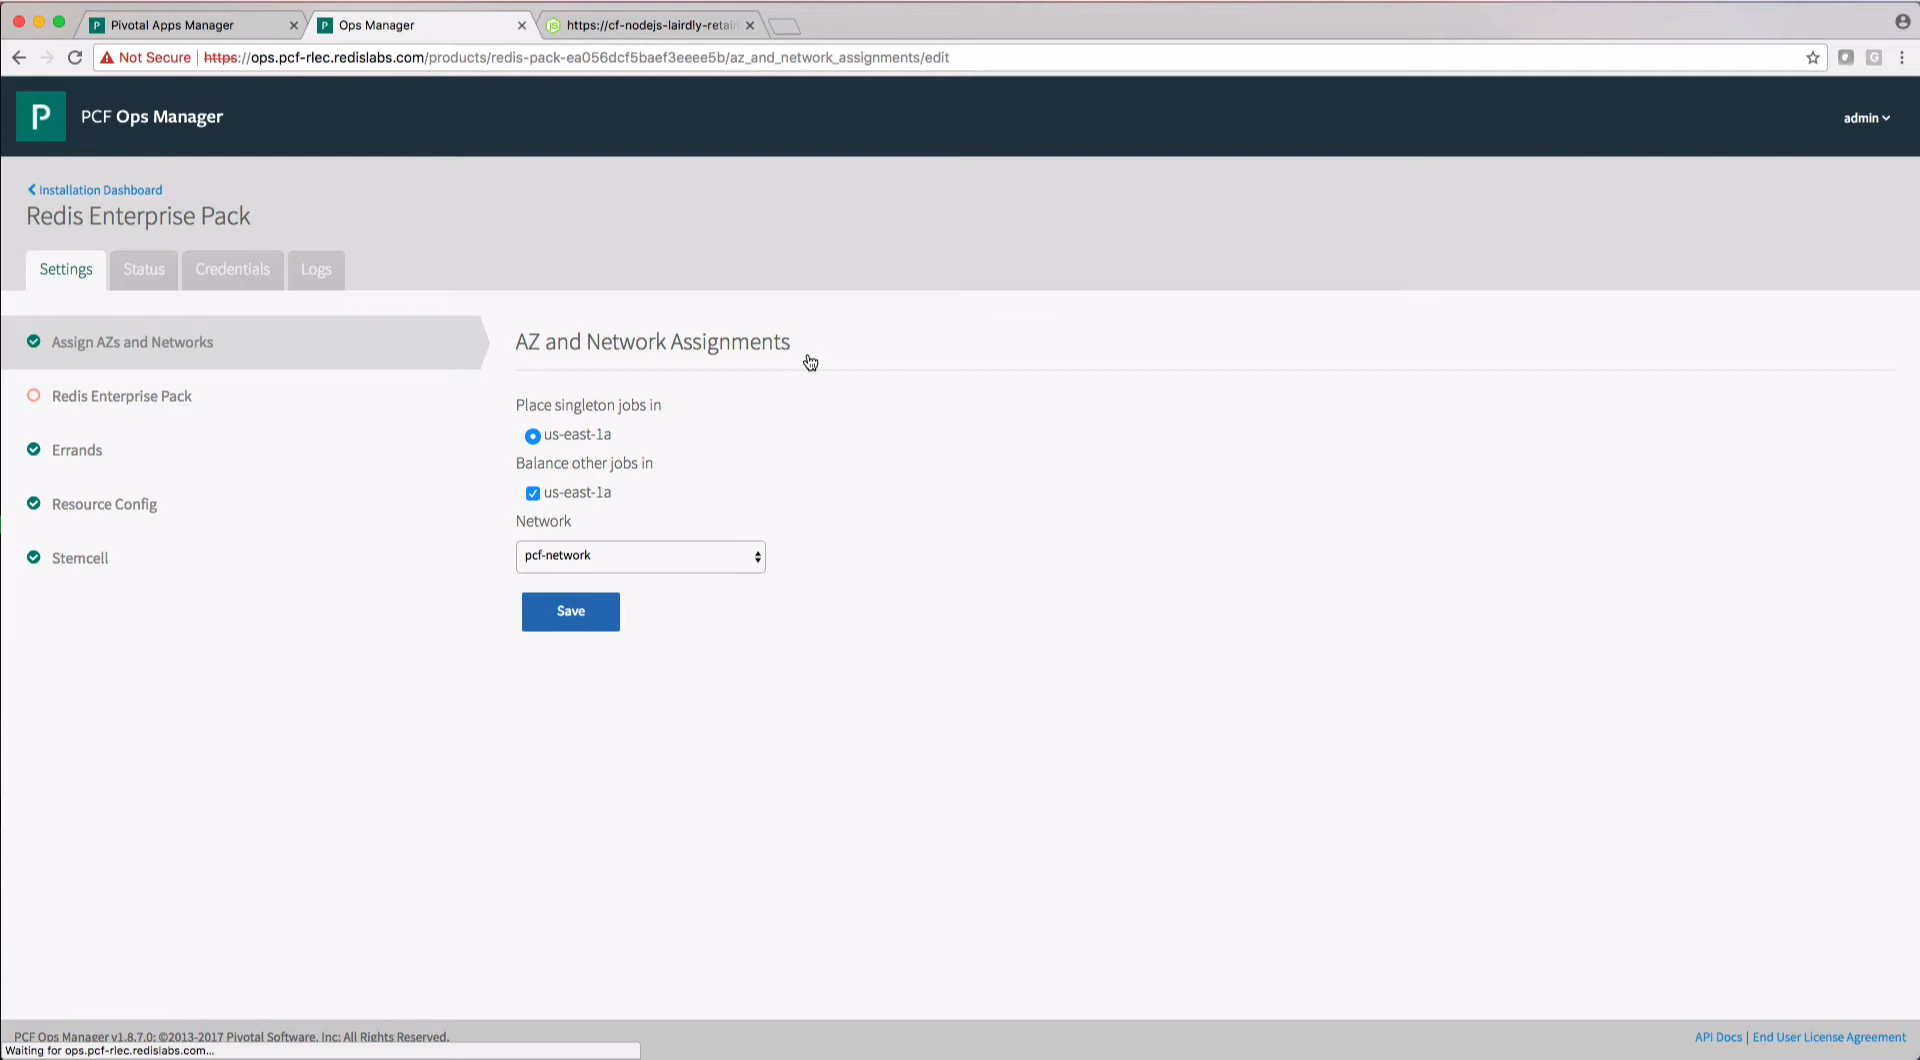 Pivotal Apps Manager
Ops Manager
https://cf-nodejs-lairdly-retain
Not Secure
https://ops.pcf-rlec.redislabs.com/products/redis-pack-ea056dcf5baef3eeee5b/az_and_network_assignments/edit
P
PCF Ops Manager
admin
Installation Dashboard
Redis Enterprise Pack
Settings
Status
Credentials
Logs
Assign AZs and Networks
Redis Enterprise Pack
Errands
Resource Config
Stemcell
AZ and Network Assignments
Place singleton jobs in
us-east-1a
Balance other jobs in
us-east-1a
Network
pcf-network
Save
PCF Ops Manager v1.8.7.0; ©2013-2017 Pivotal Software, Inc; All Rights Reserved.
API Docs | End User License Agreement
Waiting for ops.pcf-rlec.redislabs.com...